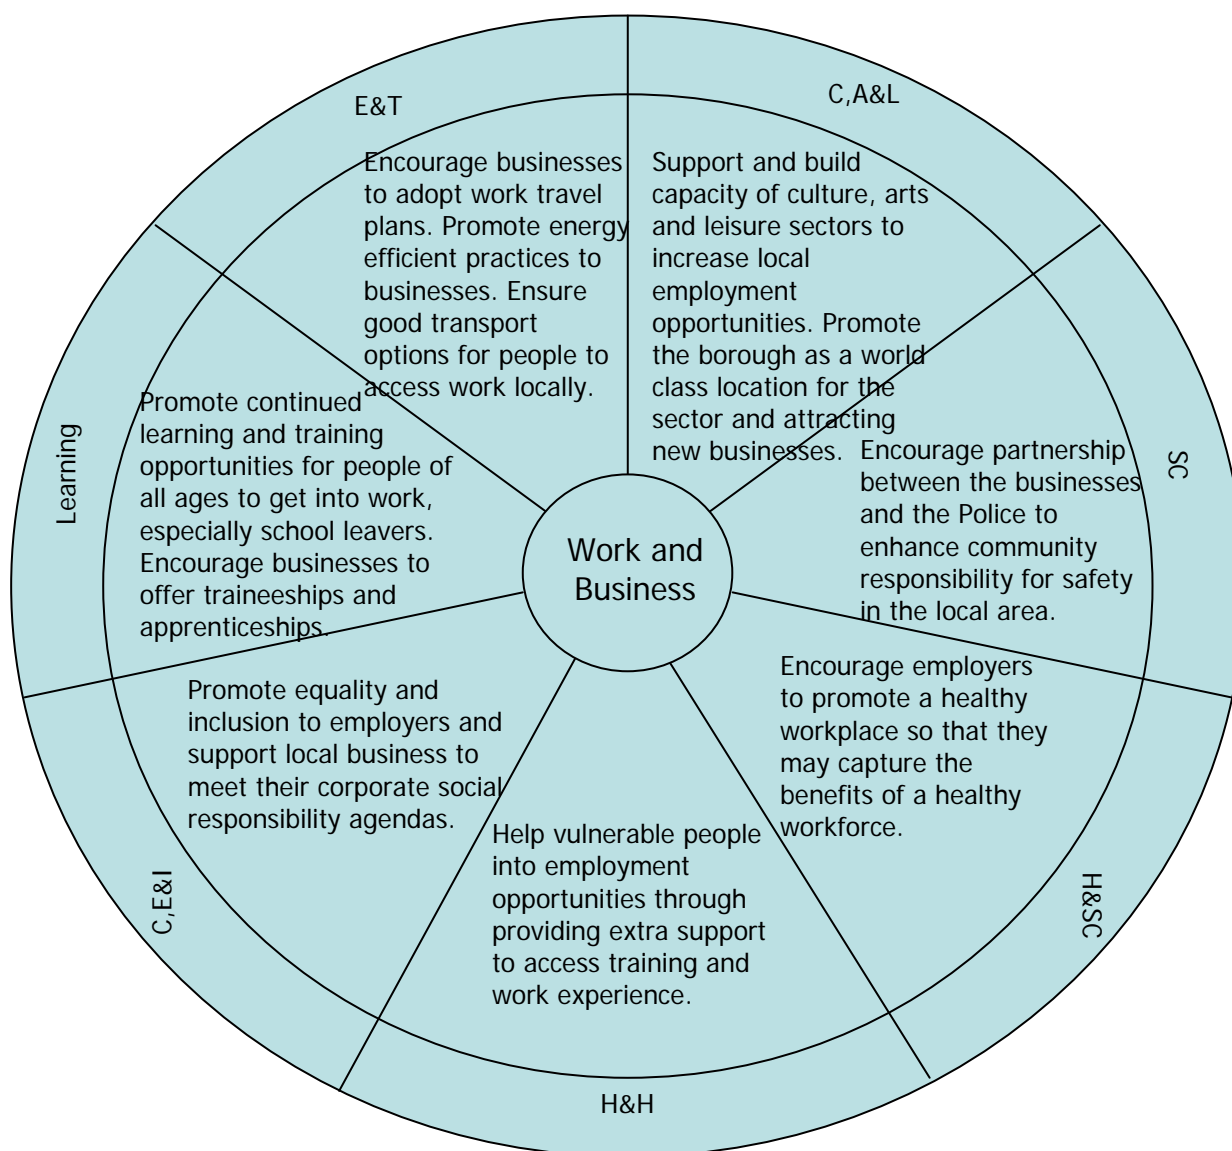 E&T
Encourage businesses
to adopt work travel
plans. Promote energy
efficient practices to
businesses. Ensure
good transport
options for people to
access work locally.
C,A&L
Support and build
capacity of culture, arts
and leisure sectors to
increase local
employment
opportunities. Promote
the borough as a world
class location for the
sector and attracting
new businesses.
SC
Encourage partnership
between the businesses
and the Police to
enhance community
responsibility for safety
in the local area.
H&SC
Encourage employers
to promote a healthy
workplace so that they
may capture the
benefits of a healthy
workforce.
H&H
Help vulnerable people
into employment
opportunities through
providing extra support
to access training and
work experience.
C,E&I
Promote equality and
inclusion to employers and
support local business to
meet their corporate social
responsibility agendas.
Learning
Promote continued
learning and training
opportunities for people of
all ages to get into work,
especially school leavers.
Encourage businesses to
offer traineeships and
apprenticeships.
Work and
Business